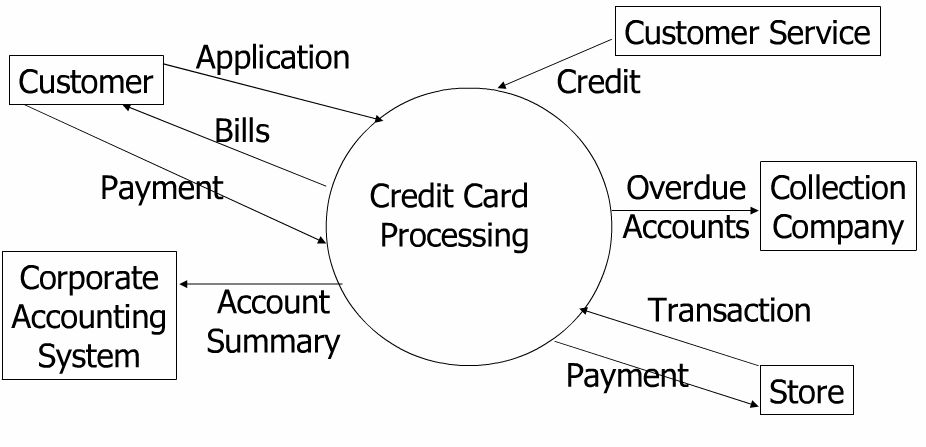 Customer Service
Application
Customer
Credit
Bills
Payment
Credit Card
Processing
Overdue
Accounts
Collection
Company
Corporate
Accounting
System
Account
Summary
Transaction
Payment
Store